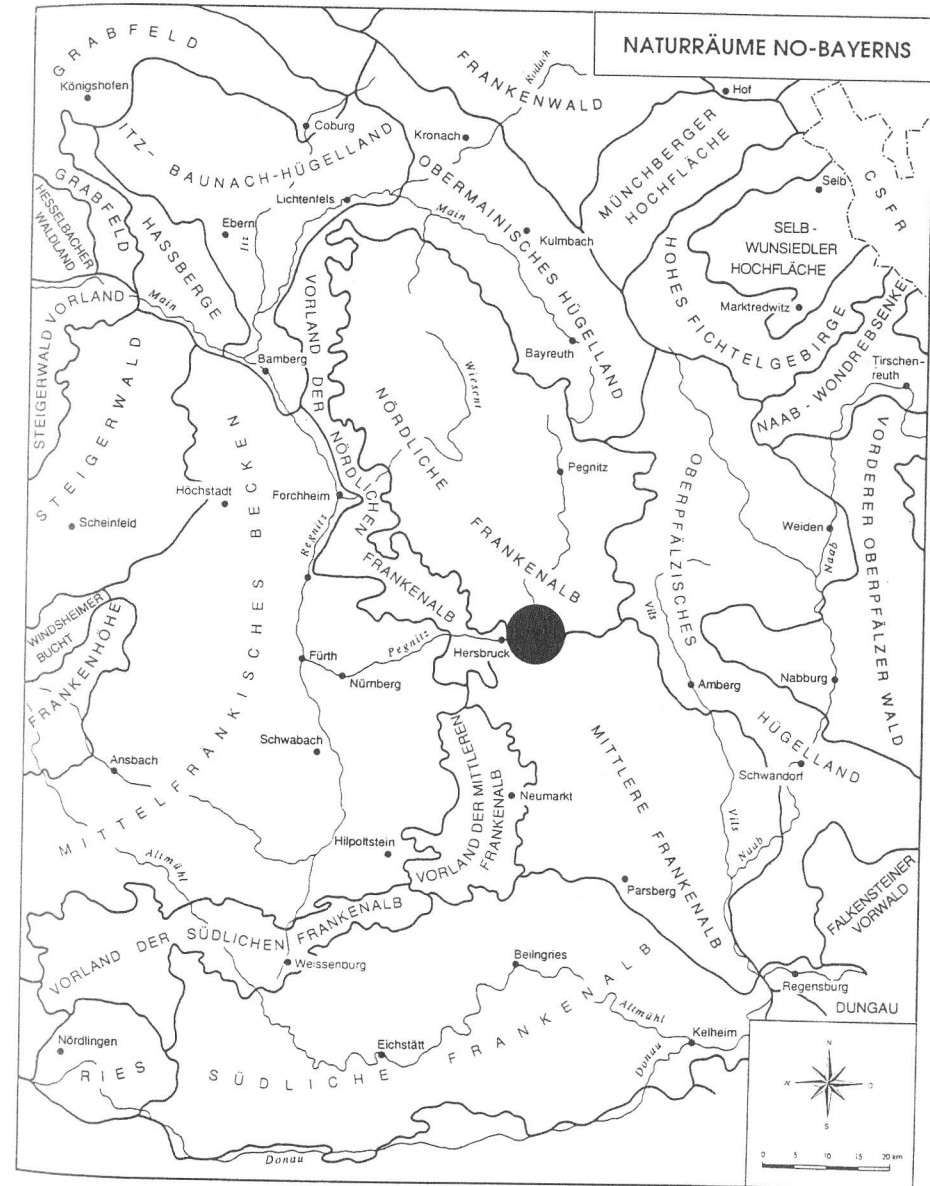 NATURRÄUME NO-BAYERNS
GRABFELD
Königshofen
FRANKENWALD
Rodach
Hof
Coburg
Kronach
ITZ- BAUNACH-HÜGELLAND
MÜNCHBERGER
HOCHFLÄCHE
CSFR
HESSELBACHER
WALDLAND
GRABFELD
HASSBERGE
Lichtenfels
Ebern
Itz
OBERMAINISCHES HÜGELLAND
Main
Kulmbach
Selb
SELB-
WUNSIEDLER
HOCHFLÄCHE
Marktredwitz
HOHES FICHTELGEBIRGE
STEIGERWALD VORLAND
Main
VORLAND DER NÖRDLICHEN FRANKENALB
Bayreuth
Bamberg
Wiesent
NAAB-WONDREBSENKE
Tirschen-
reuth
STEIGERWALD
NÖRDLICHE FRANKENALB
Pegnitz
Höchstadt
Forchheim
Scheinfeld
Regnitz
OBERPFÄLZISCHES HÜGELLAND
Weiden
Naab
VORDERER OBERPFÄLZER WALD
WINDSHEIMER
BUCHT
FRANKENHÖHE
MITTELFRANKISCHES BECKEN
Vils
Fürth
Pegnitz
Hersbruck
Nürnberg
Amberg
Nabburg
Schwabach
Ansbach
Schwandorf
VORLAND DER MITTLEREN
FRANKENALB
Neumarkt
MITTLERE FRANKENALB
Vils
Naab
Hilpoltstein
Altmühl
Parsberg
FALKENSTEINER
VORWALD
VORLAND DER SÜDLICHEN FRANKENALB
Weissenburg
Beilngries
Regensburg
DUNGAU
Altmühl
Nördlingen
RIES
Eichstätt
SÜDLICHE FRANKENALB
Kelheim
Donau
Donau
N
W
O
S
0 5 10 15 20 km